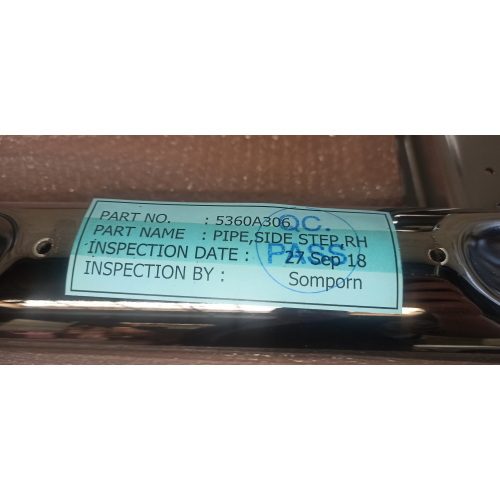 PART NO. : 5360A306
PART NAME : PIPE,SIDE STEP,RH
INSPECTION DATE : 27 Sep 18
INSPECTION BY : Somporn
QC.
PASS